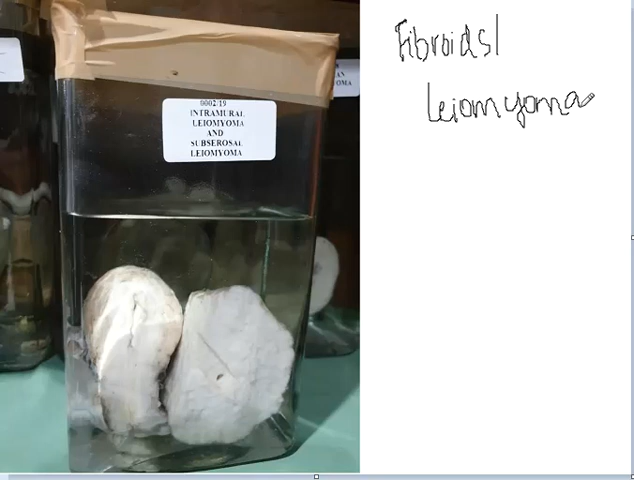 0002/19
INTRAMURAL
LEIOMYOMA
AND
SUBSEROSAL
LEIOMYOMA
Fibroids/
Leiomyoma